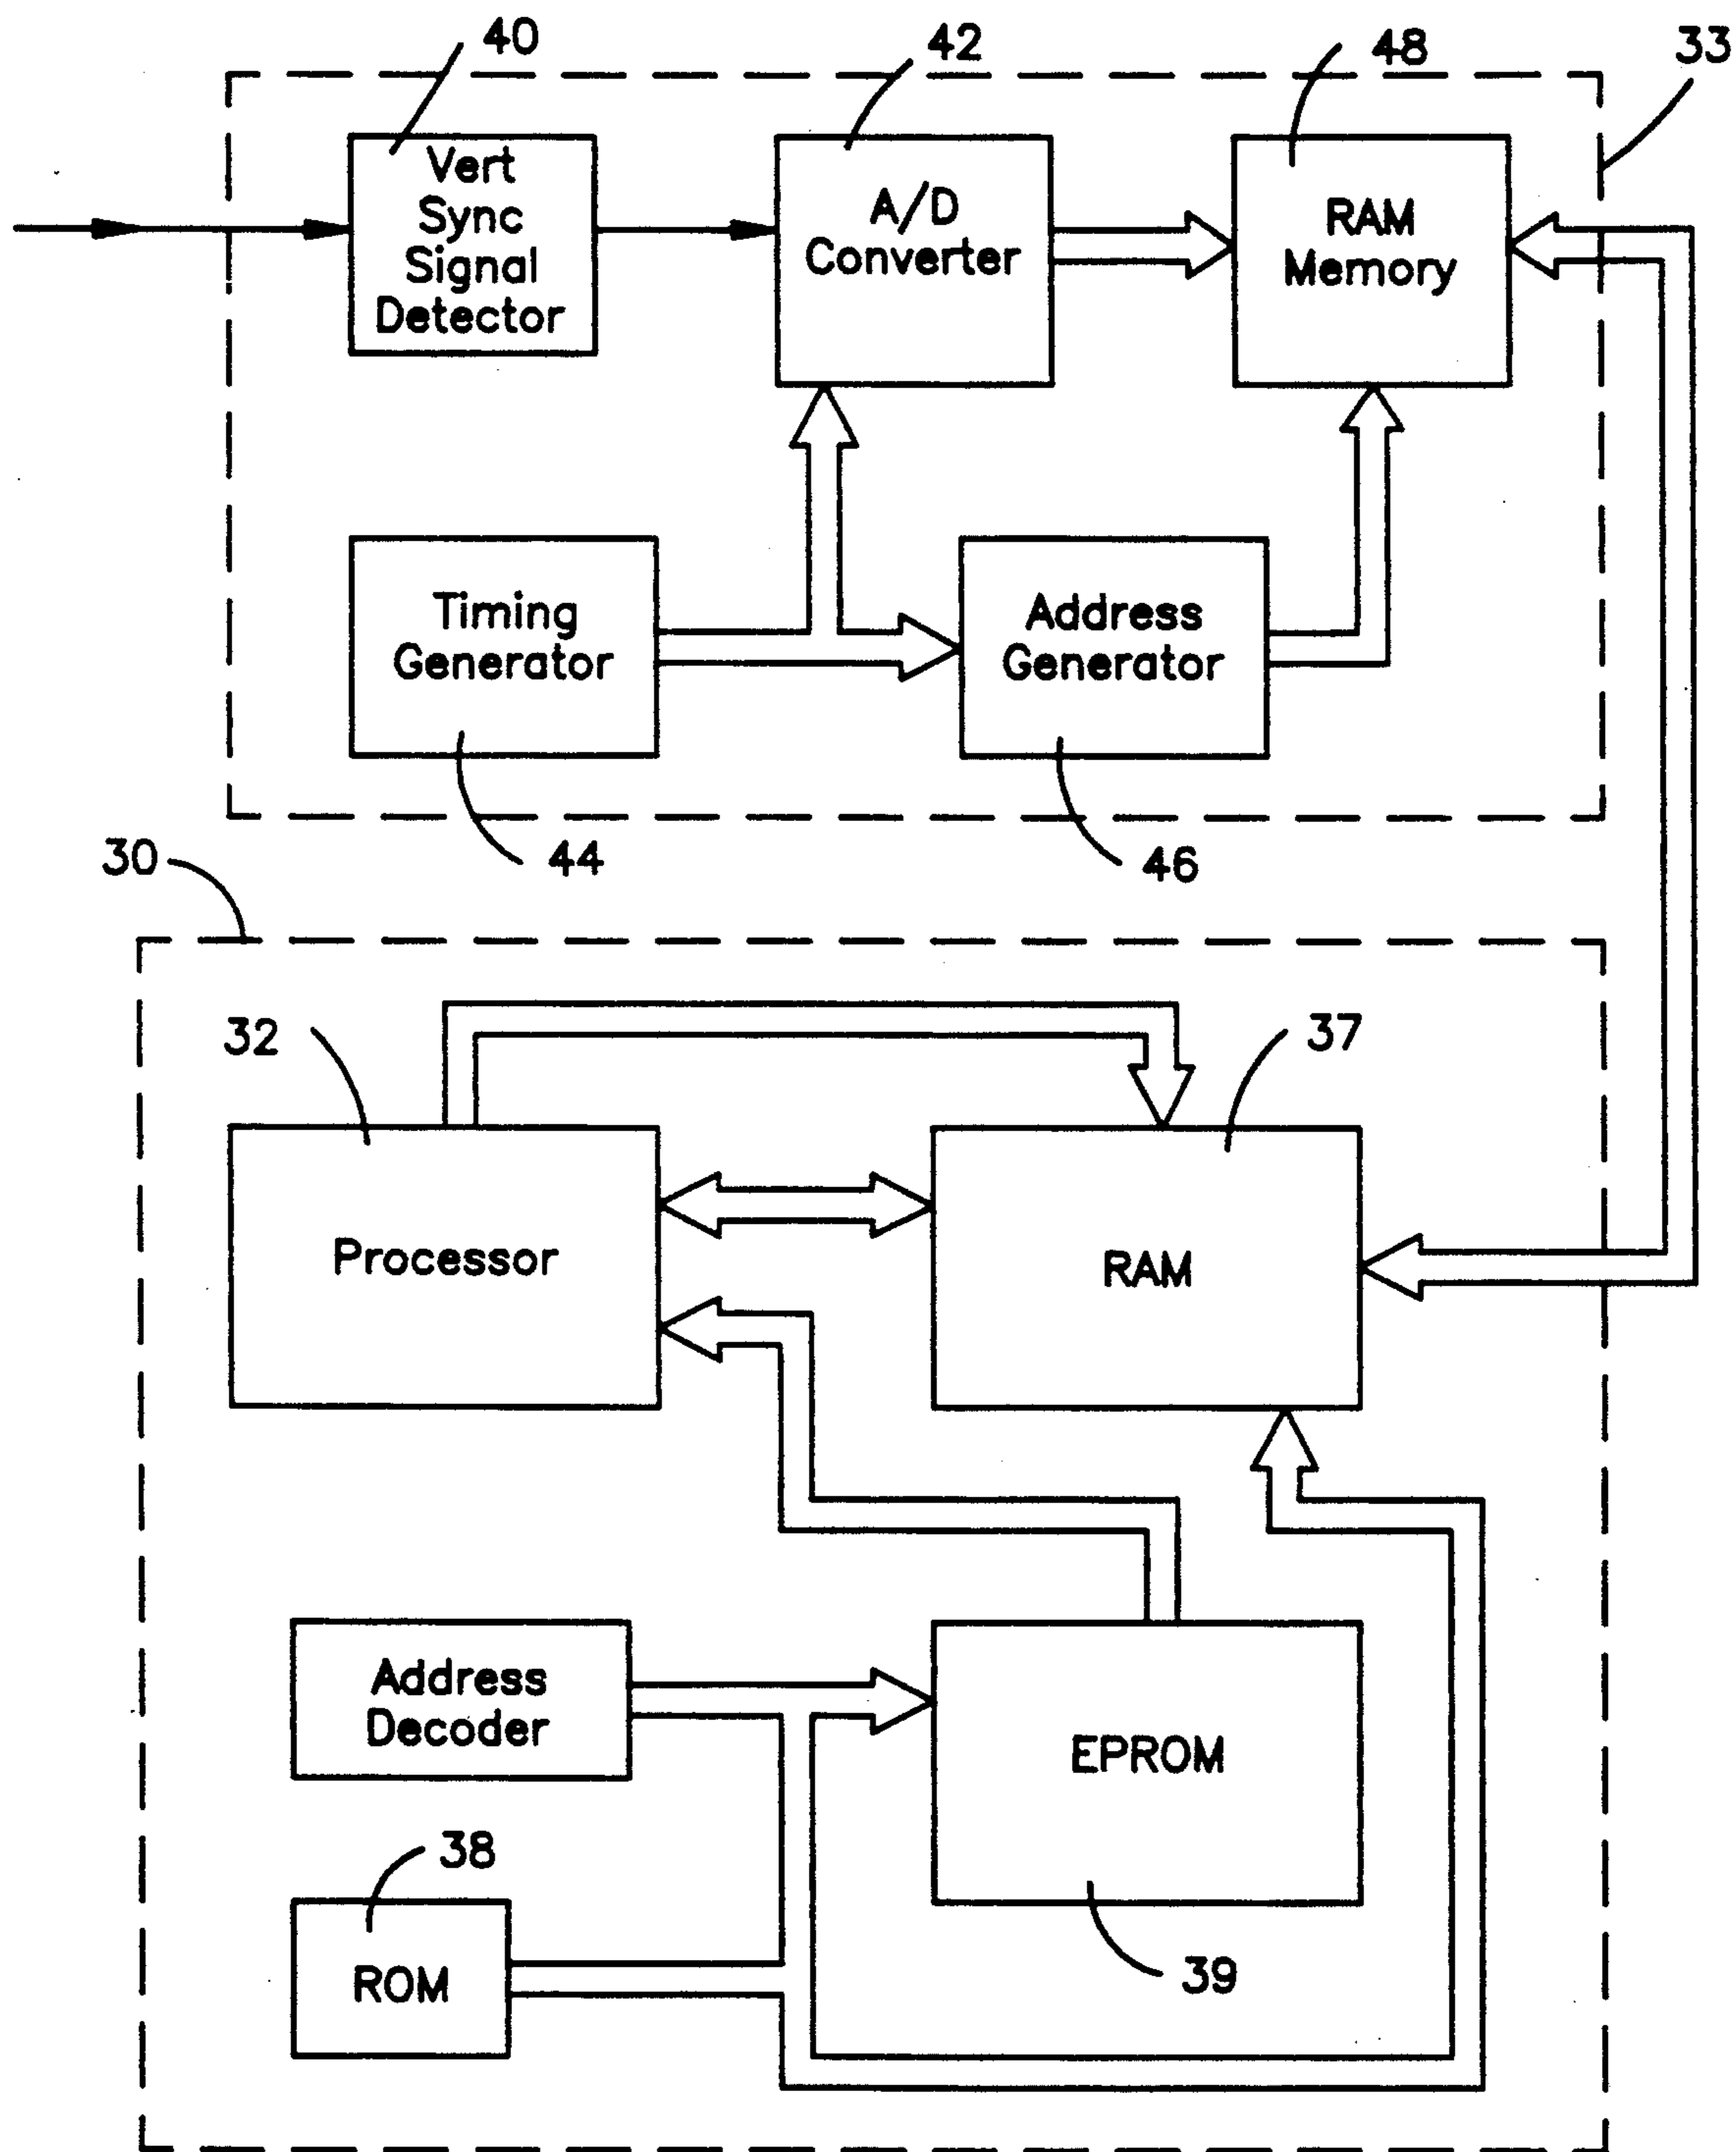 40
42
48
33
Vert
Sync
Signal
Detector
A/D
Converter
RAM
Memory
Timing
Generator
Address
Generator
44
46
30
32
37
Processor
RAM
Address
Decoder
EPROM
38
ROM
39